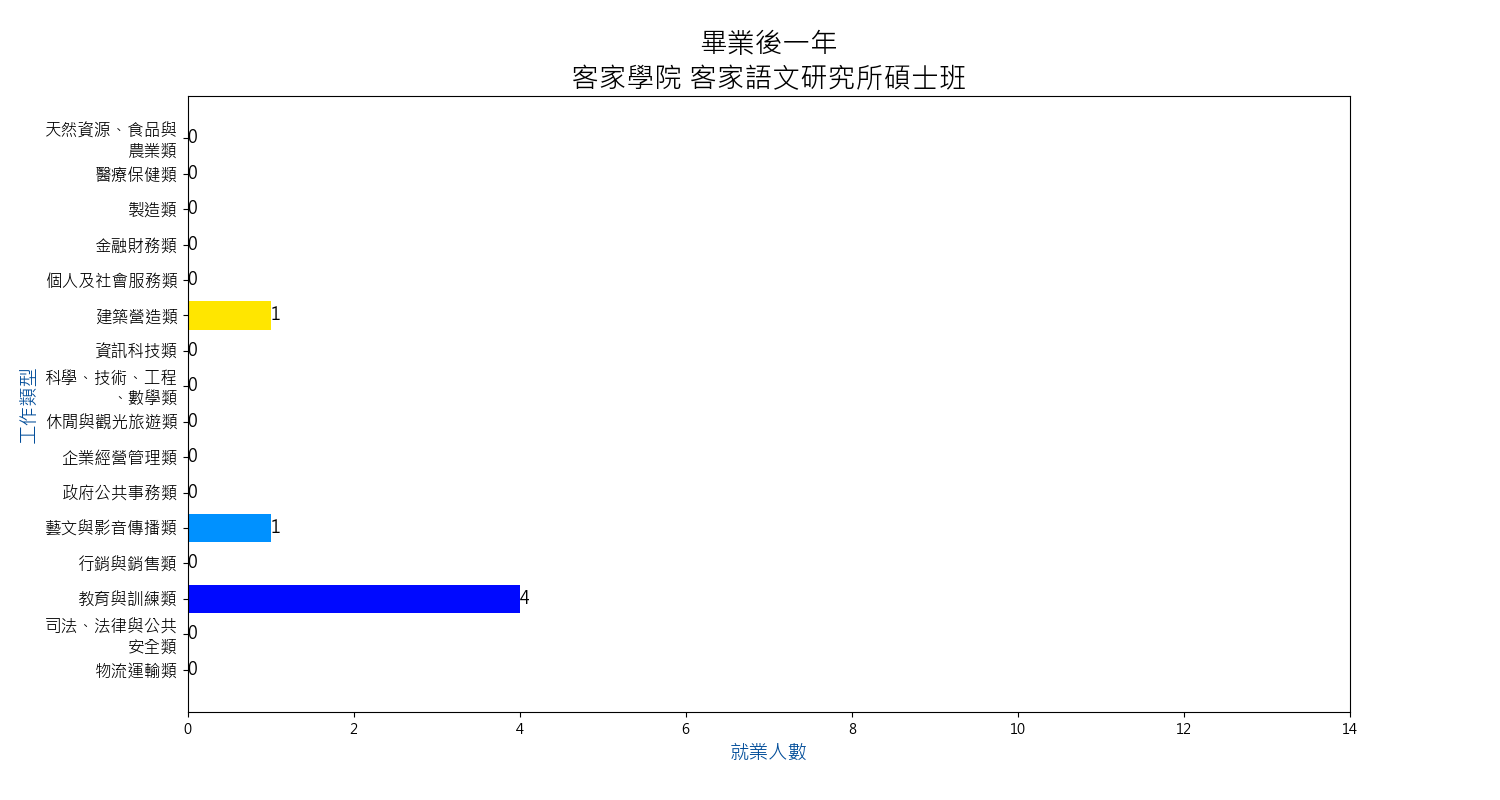 畢業後一年
客家學院 客家語文研究所碩士班
天然資源、食品與
農業類
0
醫療保健類
0
製造類
0
金融財務類
0
個人及社會服務類
0
建築營造類
1
資訊科技類
0
科學、技術、工程
、數學類
0
休閒與觀光旅遊類
0
企業經營管理類
0
政府公共事務類
0
藝文與影音傳播類
1
行銷與銷售類
0
教育與訓練類
4
司法、法律與公共
安全類
0
物流運輸類
0
工作類型
0 2 4 6 8 10 12 14
就業人數